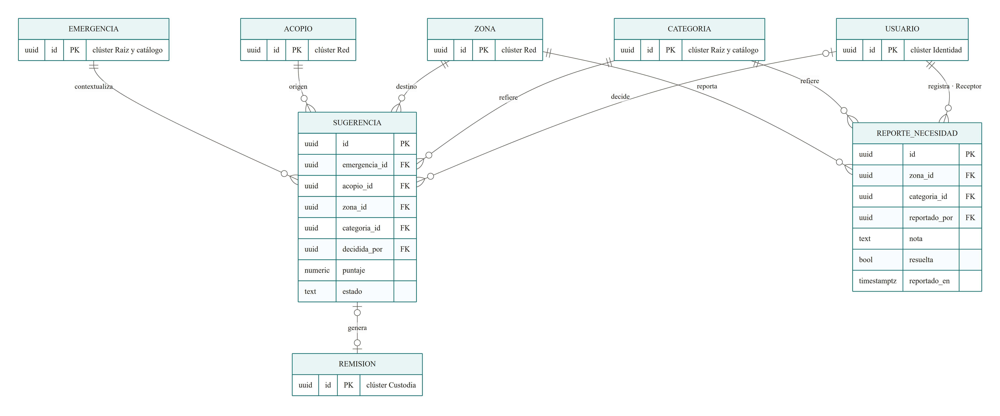 EMERGENCIA
uuid id PK clúster Raíz y catálogo
ACOPIO
uuid id PK clúster Red
ZONA
uuid id PK clúster Red
CATEGORIA
uuid id PK clúster Raíz y catálogo
USUARIO
uuid id PK clúster Identidad
contextualiza
origen
destino
refiere
decide
reporta
refiere
registra · Receptor
SUGERENCIA
uuid id PK
uuid emergencia_id FK
uuid acopio_id FK
uuid zona_id FK
uuid categoria_id FK
uuid decidida_por FK
numeric puntaje
text estado
REPORTE_NECESIDAD
uuid id PK
uuid zona_id FK
uuid categoria_id FK
uuid reportado_por FK
text nota
bool resuelta
timestamptz reportado_en
genera
REMISION
uuid id PK clúster Custodia